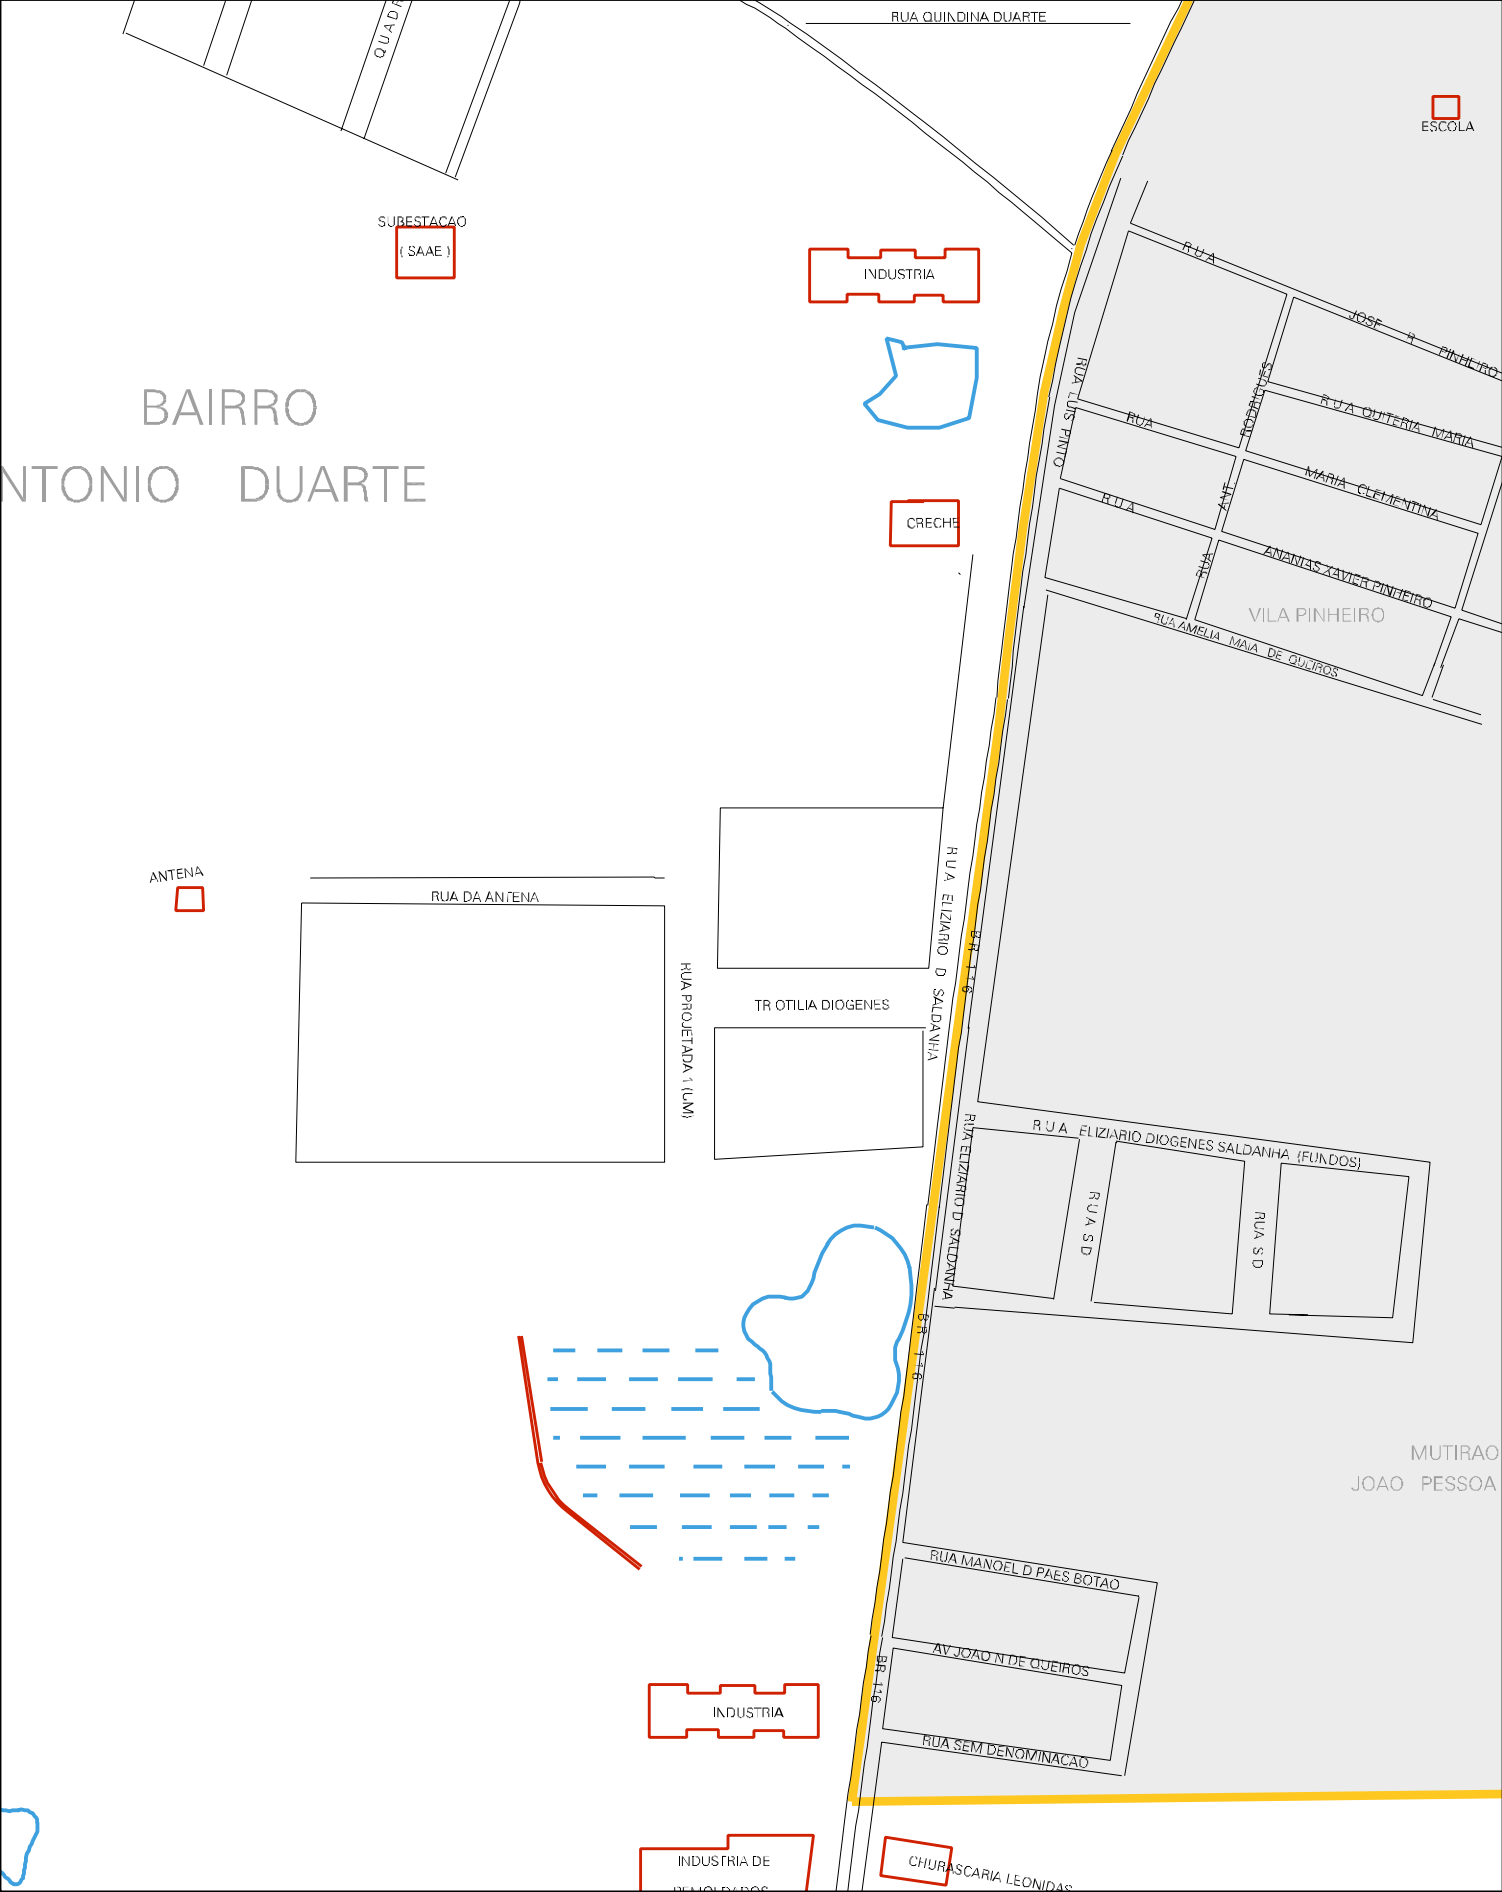 RUA QUINDINA DUARTE
QUADR
ESCOLA
SUBESTACAO
( SAAE )
INDUSTRIA
RUA
JOSE R PINHEIRO
RUA LUIS PINTO
RUA ANT. RODRIGUES
RUA QUITERIA MARIA
BAIRRO
NTONIO DUARTE
RUA MARIA CLEMENTINA
RUA ANANIAS XAVIER PINHEIRO
CRECHE
VILA PINHEIRO
RUA AMELIA MAIA DE QUEIROS
ANTENA
RUA DA ANTENA
RUA ELIZIARIO D SALDANHA
BR 116
RUA PROJETADA 1 (UM)
TR OTILIA DIOGENES
RUA ELIZIARIO D SALDANHA
RUA ELIZIARIO DIOGENES SALDANHA (FUNDOS)
RUA S D
RUA S D
BR 116
MUTIRAO
JOAO PESSOA
RUA MANOEL D PAES BOTAO
AV JOAO N DE QUEIROS
BR 116
INDUSTRIA
RUA SEM DENOMINACAO
INDUSTRIA DE
CHURASCARIA LEONIDAS